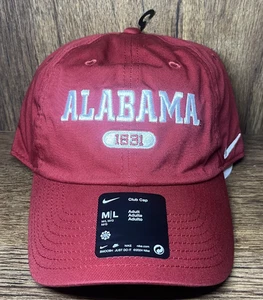 ALABAMA
1831
Club Cap
M|L
Adult
Adulte
Adulto